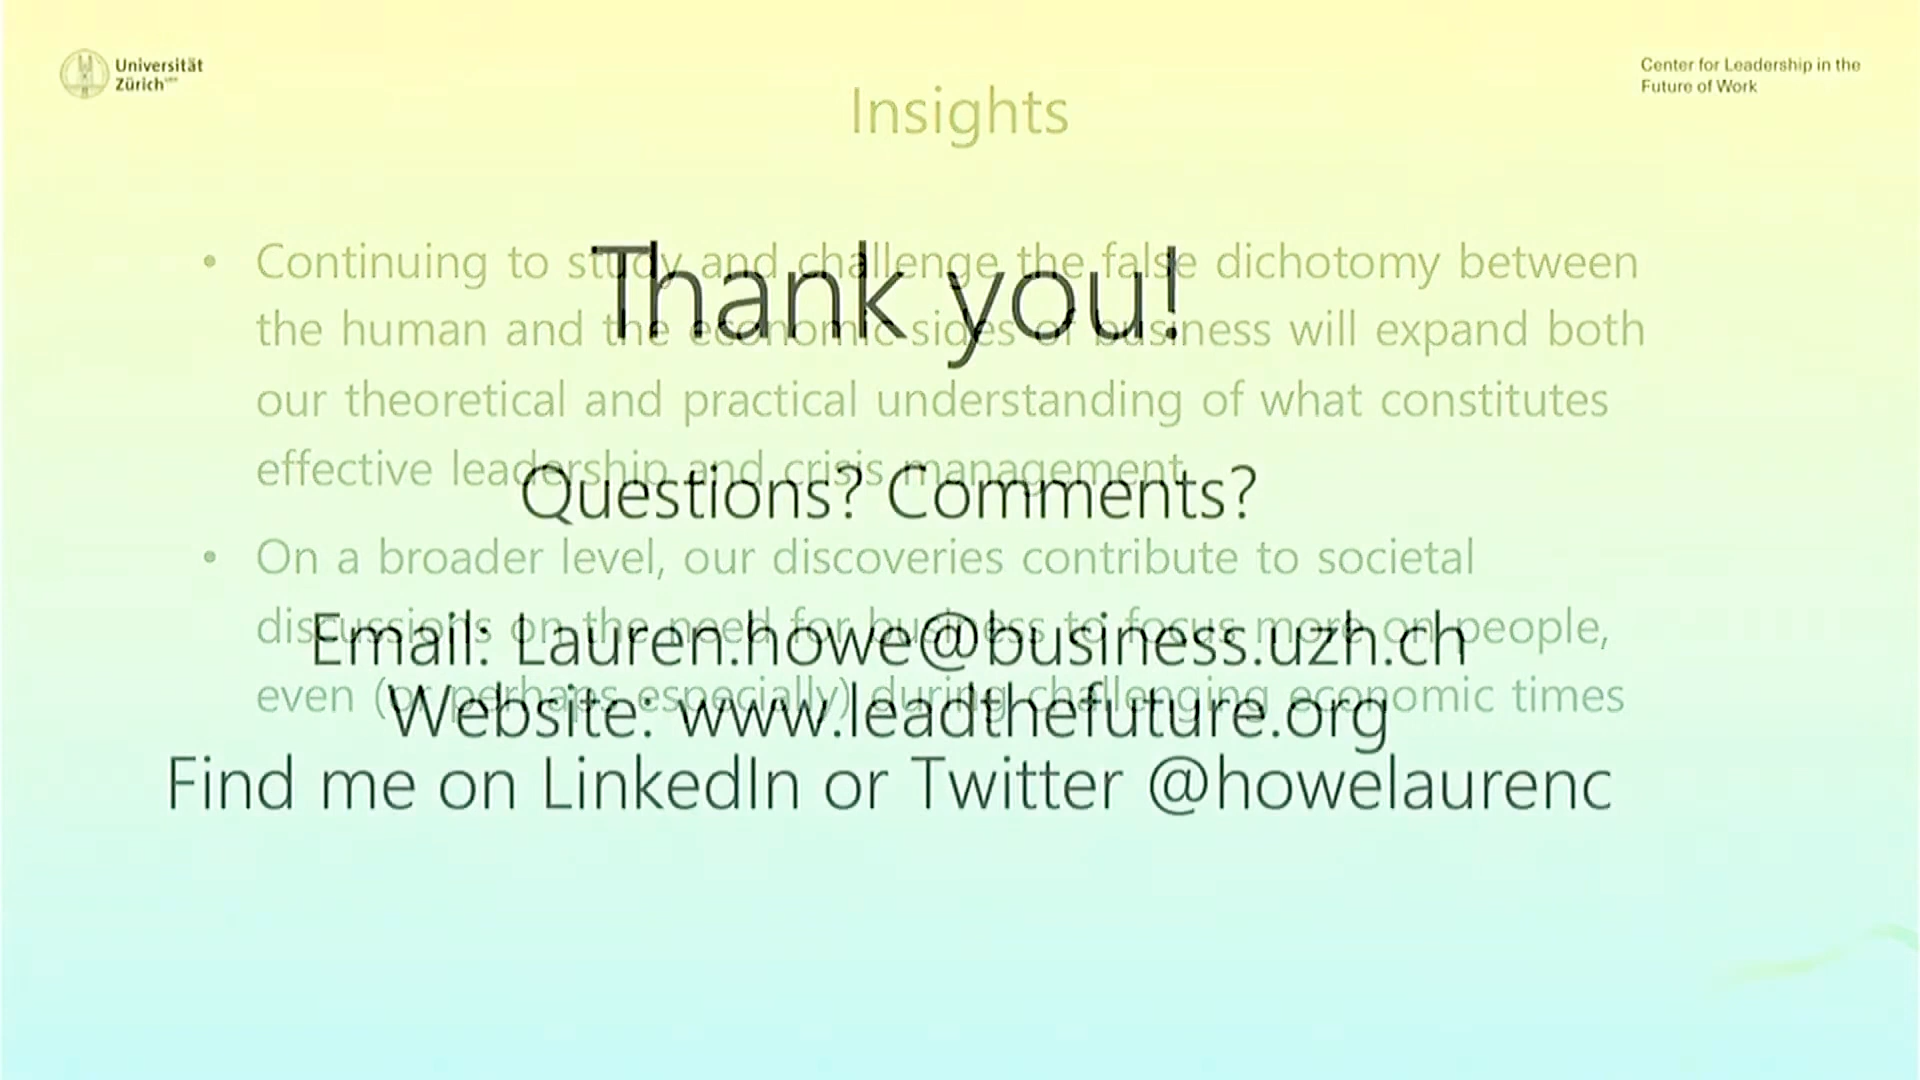 Universität
Zürich
Center for Leadership in the
Future of Work
Insights
• Continuing to study and challenge the false dichotomy between
the human and the economic sides of business will expand both
our theoretical and practical understanding of what constitutes
effective leadership and crisis management
• On a broader level, our discoveries contribute to societal
discussions on the need for business to focus more on people,
even (or perhaps especially) during challenging economic times
Thank you!
Questions? Comments?
Email: Lauren.howe@business.uzh.ch
Website: www.leadthefuture.org
Find me on LinkedIn or Twitter @howelaurenc